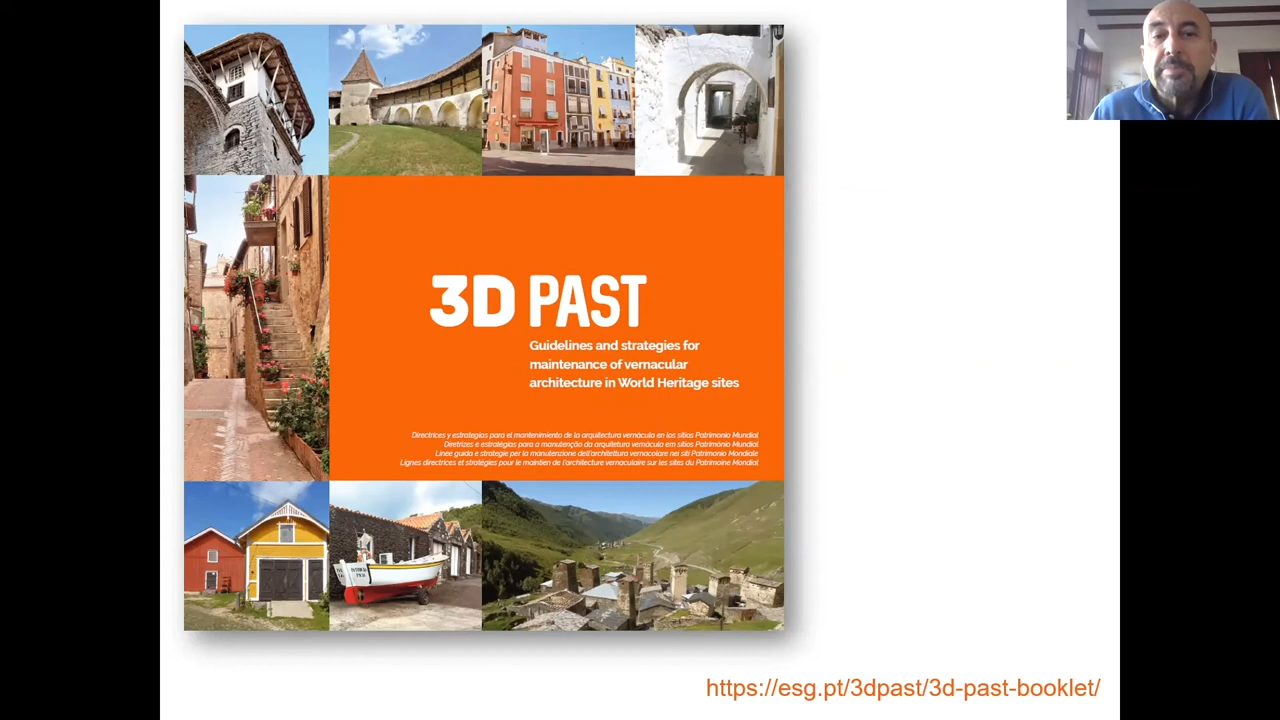 3D PAST
Guidelines and strategies for
maintenance of vernacular
architecture in World Heritage sites
Directrices y estrategias para el mantenimiento de la arquitectura vernácula en los sitios Patrimonio Mundial
Diretrizes e estratégias para a manutenção da arquitetura vernácula em sítios Património Mundial
Linee guida e strategie per la manutenzione dell'architettura vernacolare nei siti Patrimonio Mondiale
Lignes directrices et stratégies pour le maintien de l'architecture vernaculaire sur les sites du Patrimoine Mondial
https://esg.pt/3dpast/3d-past-booklet/